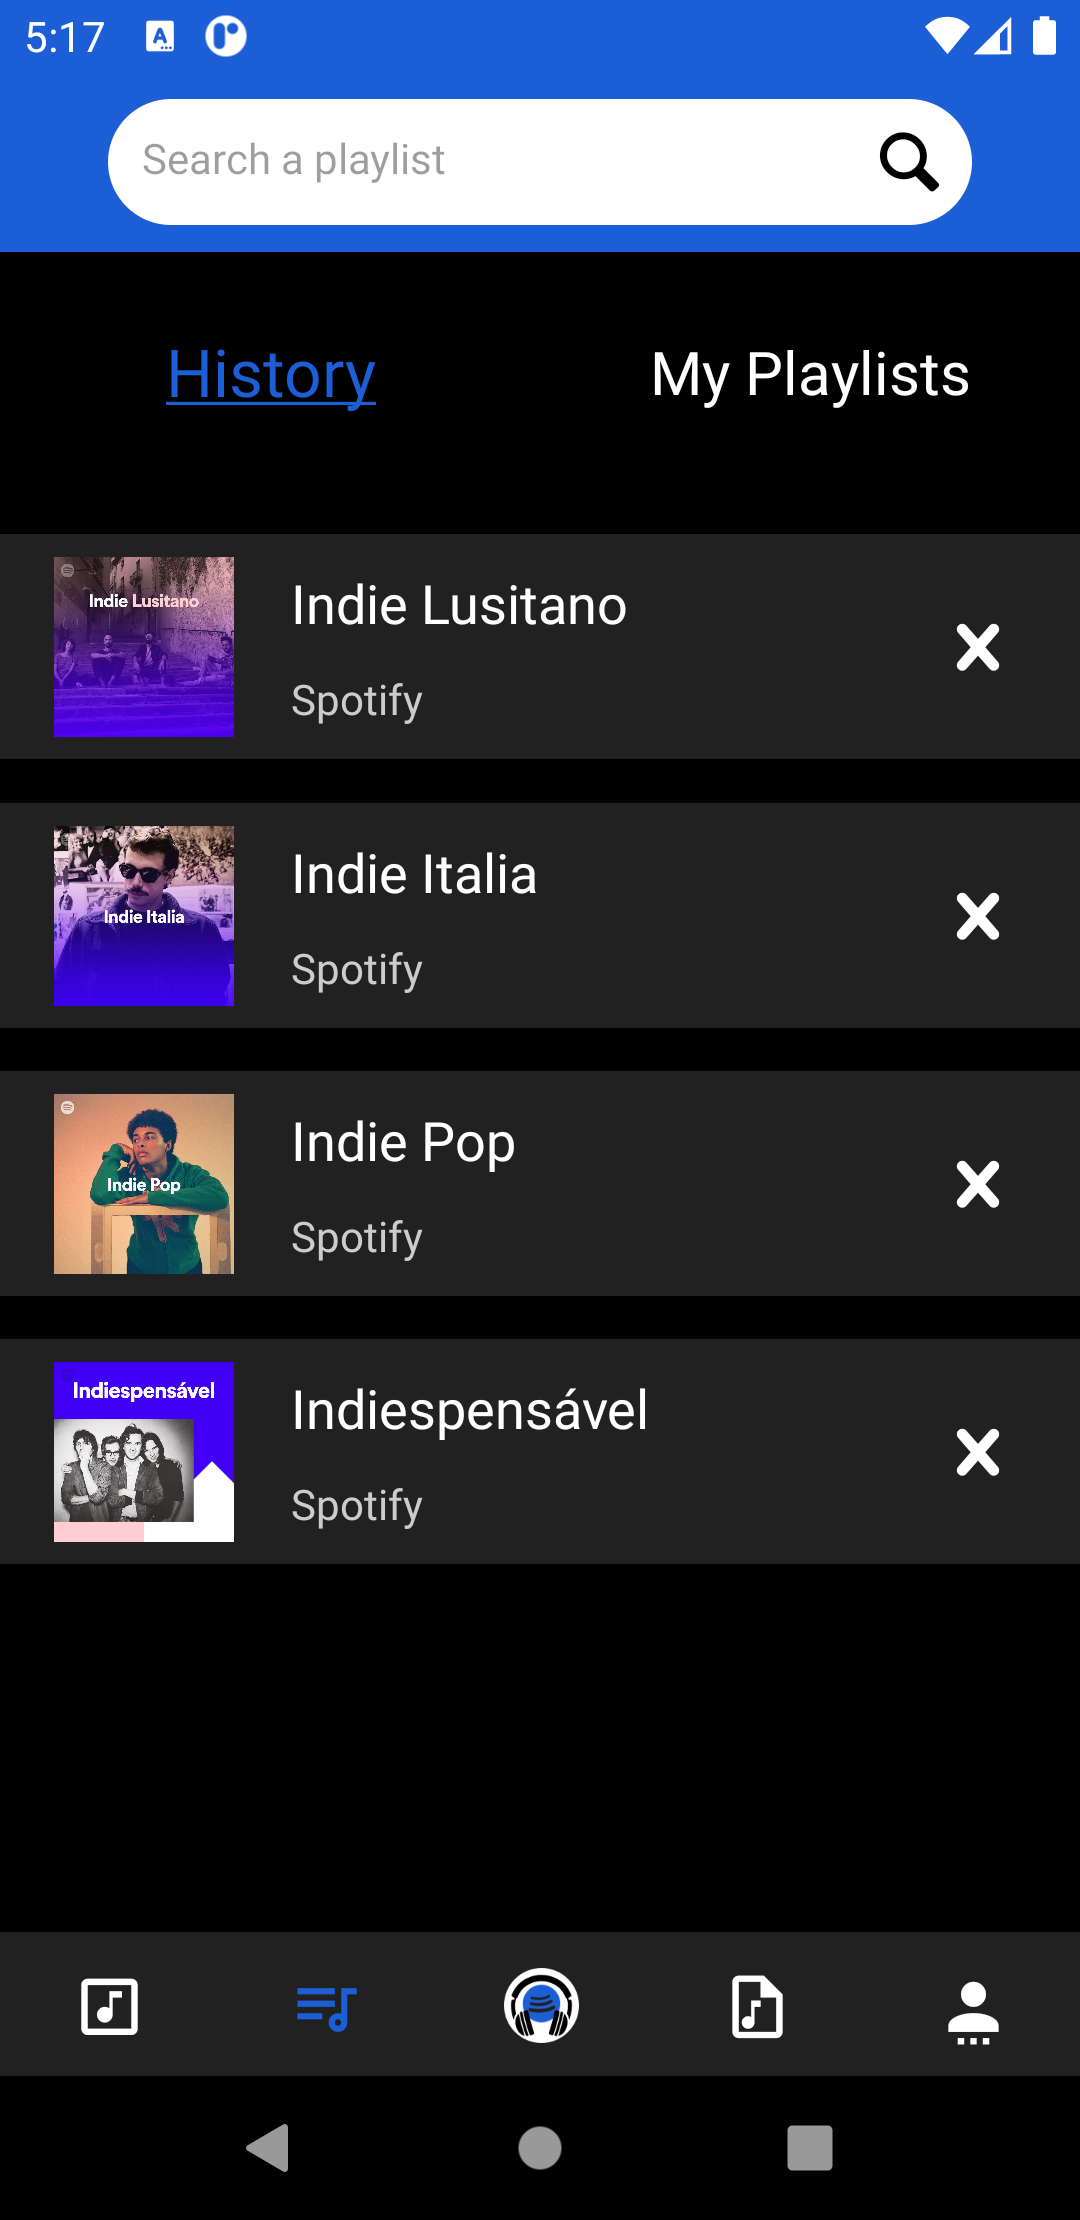 5:17
Search a playlist
History
My Playlists
Indie Lusitano
Indie Lusitano
Spotify
Indie Italia
Indie Italia
Spotify
Indie Pop
Indie Pop
Spotify
Indiespensável
Indiespensável
Spotify